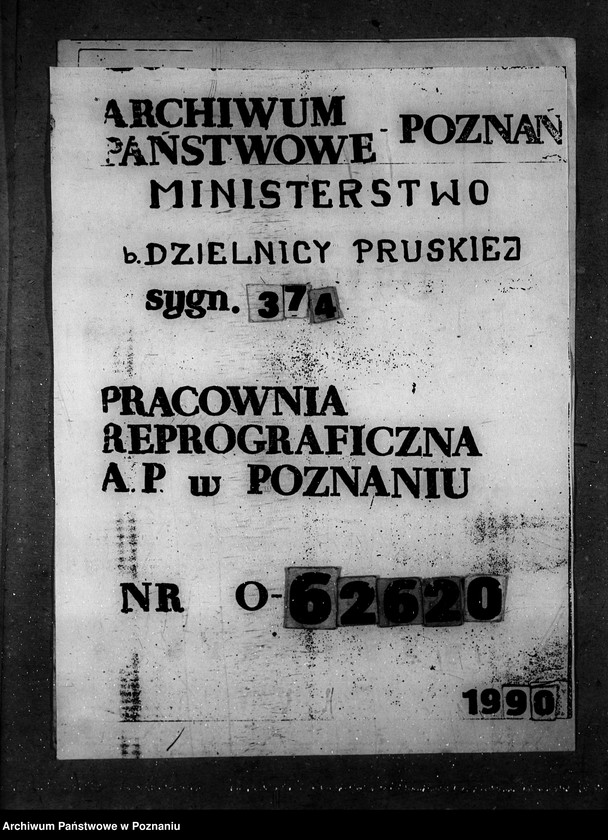 ARCHIWUM
PAŃSTWOWE - POZNAŃ
MINISTERSTWO
b. DZIELNICY PRUSKIEJ
sygn. 374
PRACOWNIA
REPROGRAFICZNA
A.P. w POZNANIU
NR O-62620
1990
Archiwum Państwowe w Poznaniu